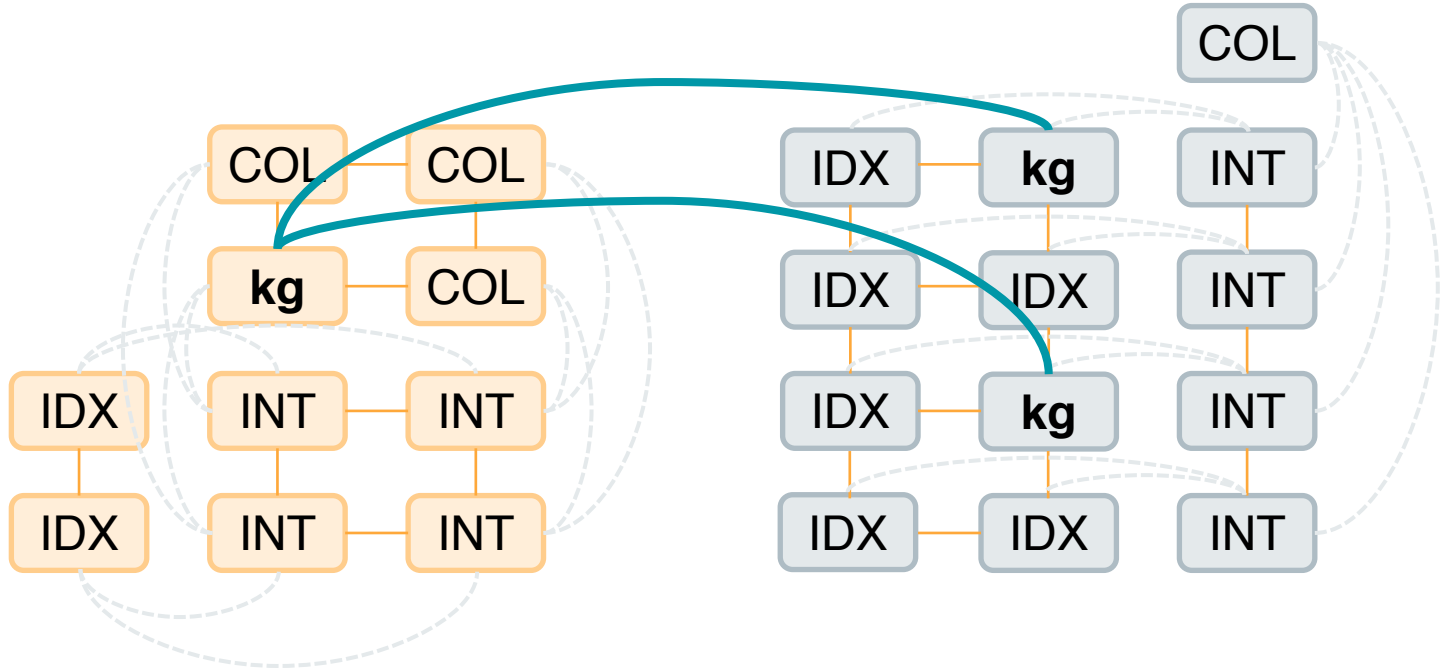 COL
COL COL IDX kg INT
kg COL IDX IDX INT
IDX INT INT IDX kg INT
IDX INT INT IDX IDX INT